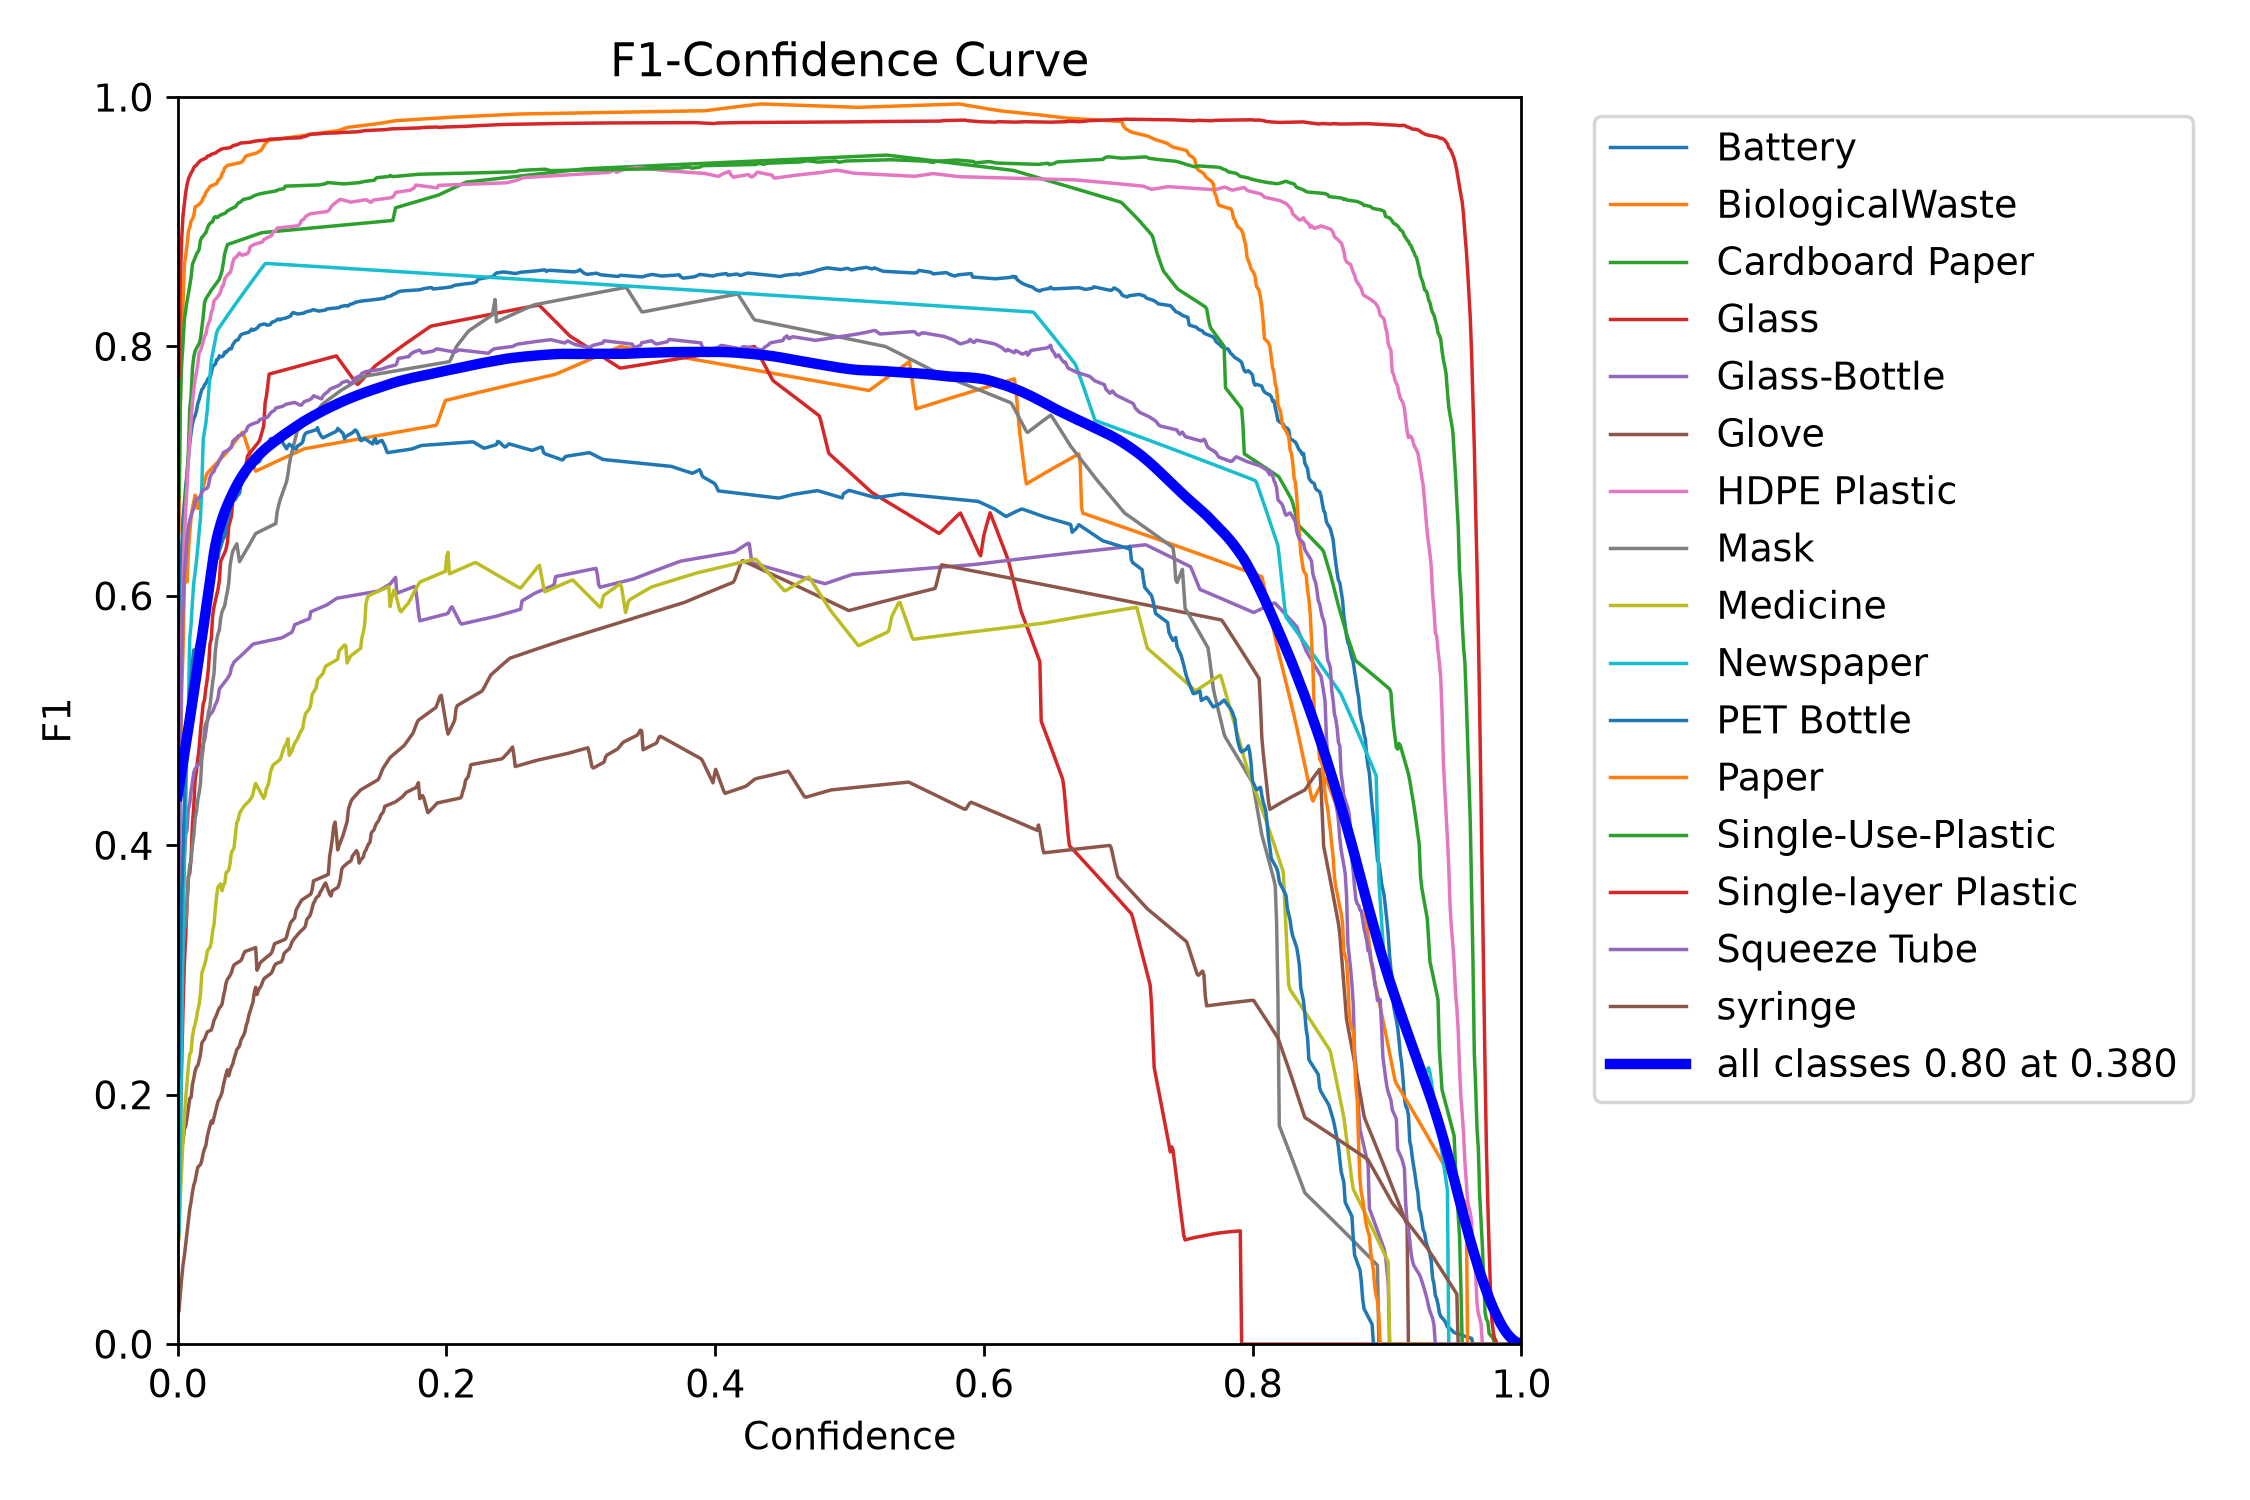 F1-Confidence Curve
1.0
0.8
0.6
0.4
0.2
0.0
F1
0.0 0.2 0.4 0.6 0.8 1.0
Confidence
Battery
BiologicalWaste
Cardboard Paper
Glass
Glass-Bottle
Glove
HDPE Plastic
Mask
Medicine
Newspaper
PET Bottle
Paper
Single-Use-Plastic
Single-layer Plastic
Squeeze Tube
syringe
all classes 0.80 at 0.380